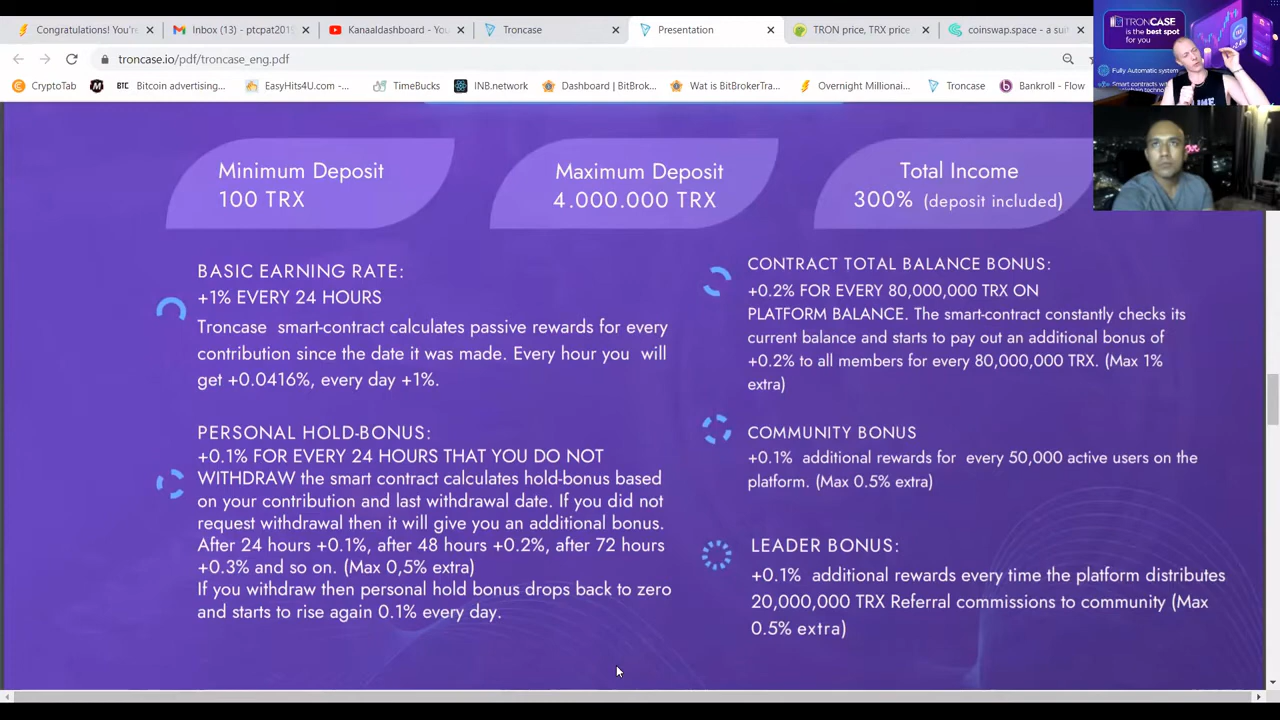 Congratulations! You're
Inbox (13) - ptcpat201
Kanaaldashboard - You
Troncase
Presentation
TRON price, TRX price
coinswap.space - a sui
troncase.io/pdf/troncase_eng.pdf
CryptoTab
Bitcoin advertising...
EasyHits4U.com -...
TimeBucks
INB.network
Dashboard | BitBrok...
Wat is BitBrokerTra...
Overnight Millionai...
Troncase
Bankroll - Flow
TRONCASE
is the best spot
for you
Fully Automatic system
Minimum Deposit
100 TRX
Maximum Deposit
4.000.000 TRX
Total Income
300% (deposit included)
BASIC EARNING RATE:
+1% EVERY 24 HOURS
Troncase smart-contract calculates passive rewards for every
contribution since the date it was made. Every hour you will
get +0.0416%, every day +1%.
PERSONAL HOLD-BONUS:
+0.1% FOR EVERY 24 HOURS THAT YOU DO NOT
WITHDRAW the smart contract calculates hold-bonus based
on your contribution and last withdrawal date. If you did not
request withdrawal then it will give you an additional bonus.
After 24 hours +0.1%, after 48 hours +0.2%, after 72 hours
+0.3% and so on. (Max 0,5% extra)
If you withdraw then personal hold bonus drops back to zero
and starts to rise again 0.1% every day.
CONTRACT TOTAL BALANCE BONUS:
+0.2% FOR EVERY 80,000,000 TRX ON
PLATFORM BALANCE. The smart-contract constantly checks its
current balance and starts to pay out an additional bonus of
+0.2% to all members for every 80,000,000 TRX. (Max 1%
extra)
COMMUNITY BONUS
+0.1% additional rewards for every 50,000 active users on the
platform. (Max 0.5% extra)
LEADER BONUS:
+0.1% additional rewards every time the platform distributes
20,000,000 TRX Referral commissions to community (Max
0.5% extra)